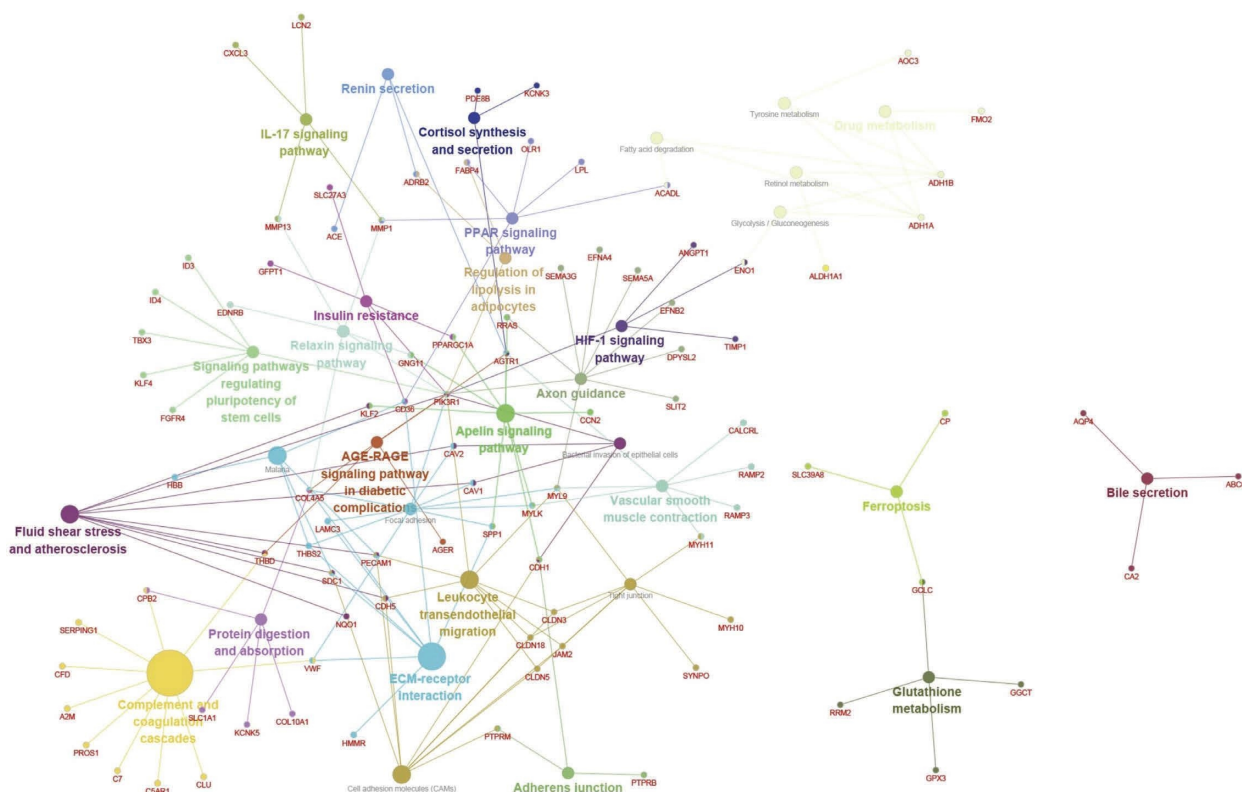 LCN2
CXCL3
AOC3
Renin secretion
PDE8B
KCNK3
Tyrosine metabolism
Drug metabolism
FMO2
IL-17 signaling
pathway
Cortisol synthesis
and secretion
OLR1
Fatty acid degradation
FABP4
LPL
ADRB2
Retinol metabolism
ADH1B
SLC27A3
ACADL
Glycolysis / Gluconeogenesis
ADH1A
MMP13
MMP1
ACE
PPAR signaling
pathway
ANGPT1
EFNA4
ID3
GFPT1
Regulation of
lipolysis in
adipocytes
SEMA3G
SEMA5A
ENO1
ALDH1A1
ID4
EDNRB
Insulin resistance
EFNB2
RRAS
TBX3
Relaxin signaling
pathway
PPARGC1A
HIF-1 signaling
pathway
TIMP1
Signaling pathways
regulating
pluripotency of
stem cells
GNG11
AGTR1
DPYSL2
KLF4
Axon guidance
PIK3R1
FGFR4
KLF2
CD36
SLIT2
Apelin signaling
pathway
CCN2
CP
AQP4
CALCRL
AGE-RAGE
signaling pathway
in diabetic
complications
CAV2
Bacterial invasion of epithelial cells
Malaria
RAMP2
SLC39A8
HBB
COL4A5
CAV1
MYL9
Vascular smooth
muscle contraction
Ferroptosis
Bile secretion
Fluid shear stress
and atherosclerosis
LAMC3
Focal adhesion
MYLK
RAMP3
SPP1
THBS2
AGER
MYH11
THBD
PECAM1
CDH1
SDC1
CA2
GCLC
CPB2
Leukocyte
transendothelial
migration
Tight junction
CDH5
NQO1
CLDN3
MYH10
SERPING1
Protein digestion
and absorption
CLDN18
JAM2
CFD
VWF
ECM-receptor
interaction
CLDN5
SYNPO
Glutathione
metabolism
GGCT
A2M
Complement and
coagulation
cascades
SLC1A1
KCNK5
COL10A1
RRM2
PROS1
HMMR
PTPRM
C7
C5AR1
CLU
Cell adhesion molecules (CAMs)
Adherens junction
PTPRB
GPX3